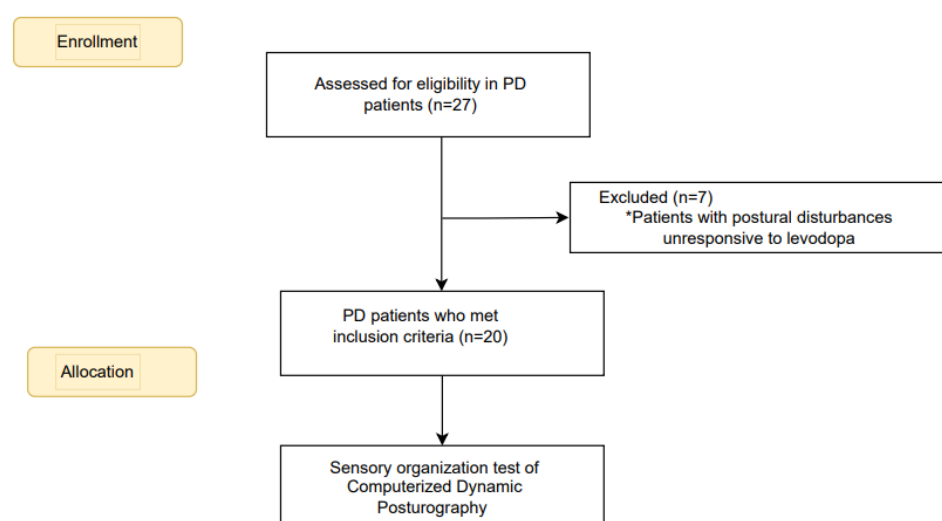 Enrollment
Assessed for eligibility in PD
patients (n=27)
Excluded (n=7)
*Patients with postural disturbances
unresponsive to levodopa
PD patients who met
inclusion criteria (n=20)
Allocation
Sensory organization test of
Computerized Dynamic
Posturography